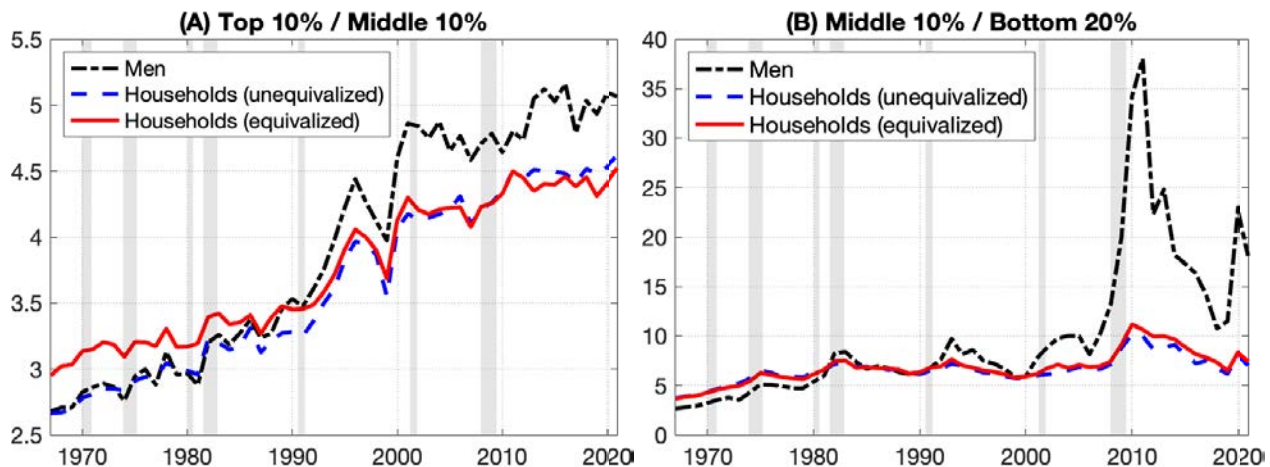 (A) Top 10% / Middle 10%
5.5
5
4.5
4
3.5
3
2.5
Men
Households (unequivalized)
Households (equivalized)
1970 1980 1990 2000 2010 2020
(B) Middle 10% / Bottom 20%
40
35
30
25
20
15
10
5
0
Men
Households (unequivalized)
Households (equivalized)
1970 1980 1990 2000 2010 2020